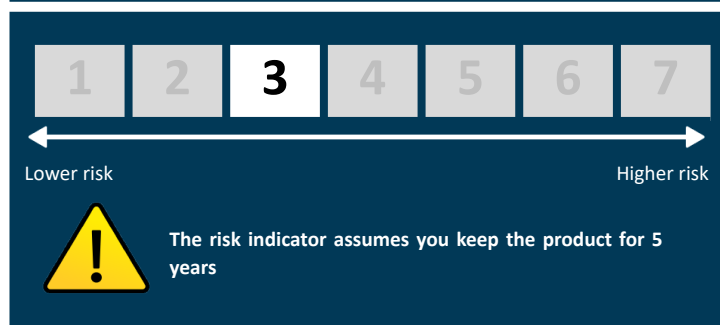 1 2 3 4 5 6 7
Lower risk Higher risk
The risk indicator assumes you keep the product for 5
years